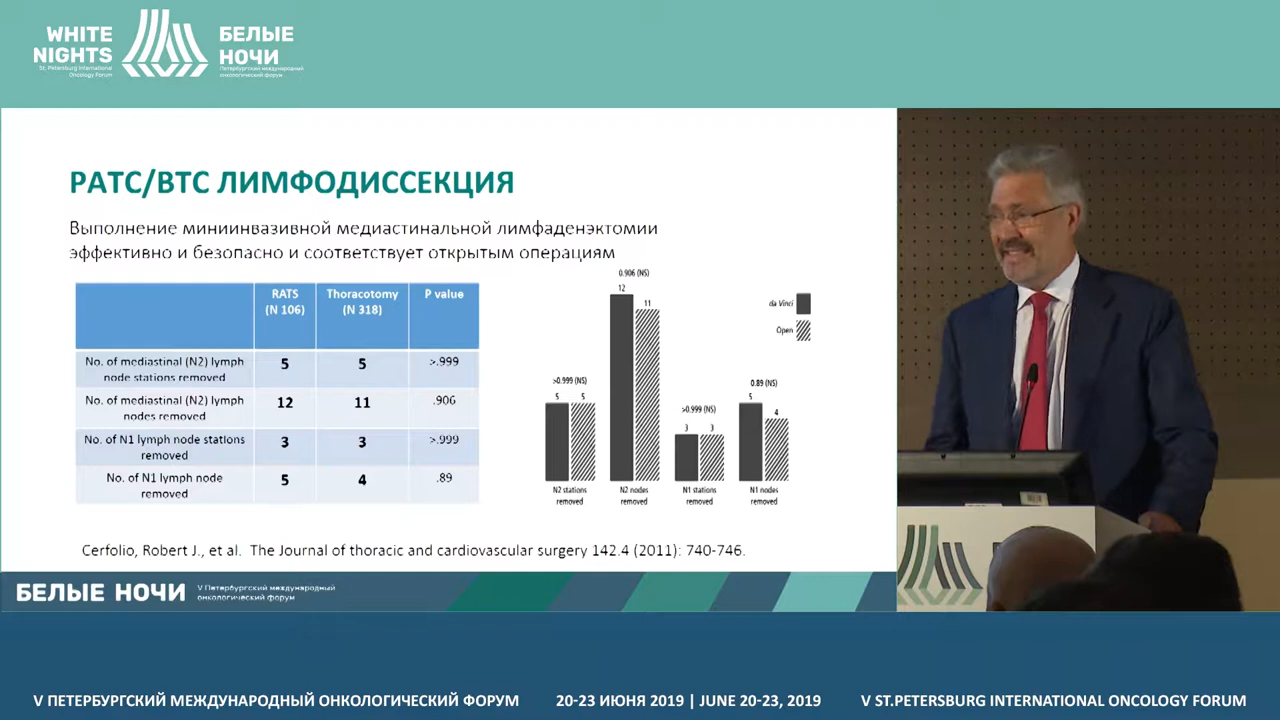 WHITE
NIGHTS
St. Petersburg International
Oncology Forum
БЕЛЫЕ
НОЧИ
Петербургский международный
онкологический форум
РАТС/ВТС ЛИМФОДИССЕКЦИЯ
Выполнение миниинвазивной медиастинальной лимфаденэктомии
эффективно и безопасно и соответствует открытым операциям
RATS
(N 106)
Thoracotomy
(N 318)
P value
No. of mediastinal (N2) lymph
node stations removed
5
5
>.999
No. of mediastinal (N2) lymph
nodes removed
12
11
.906
No. of N1 lymph node stations
removed
3
3
>.999
No. of N1 lymph node
removed
5
4
.89
0.906 (NS)
12
11
da Vinci
Open
>0.999 (NS)
5
5
>0.999 (NS)
3
3
0.89 (NS)
5
4
N2 stations
removed
N2 nodes
removed
N1 stations
removed
N1 nodes
removed
Cerfolio, Robert J., et al. The Journal of thoracic and cardiovascular surgery 142.4 (2011): 740-746.
БЕЛЫЕ НОЧИ
V Петербургский международный
онкологический форум
V ПЕТЕРБУРГСКИЙ МЕЖДУНАРОДНЫЙ ОНКОЛОГИЧЕСКИЙ ФОРУМ
20-23 ИЮНЯ 2019 | JUNE 20-23, 2019
V ST.PETERSBURG INTERNATIONAL ONCOLOGY FORUM